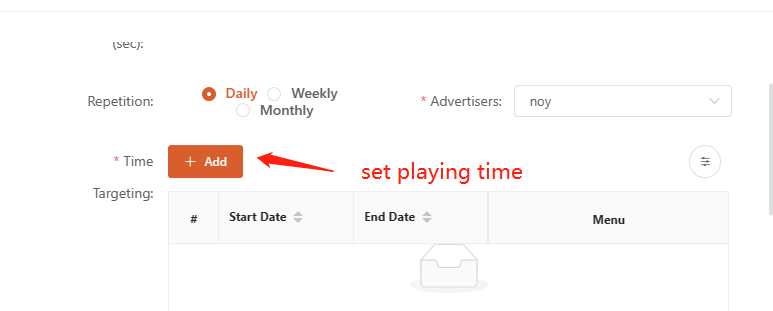 (sec):
Repetition:
Daily
Weekly
Monthly
* Advertisers:
noy
* Time
Targeting:
+ Add
set playing time
#
Start Date
End Date
Menu